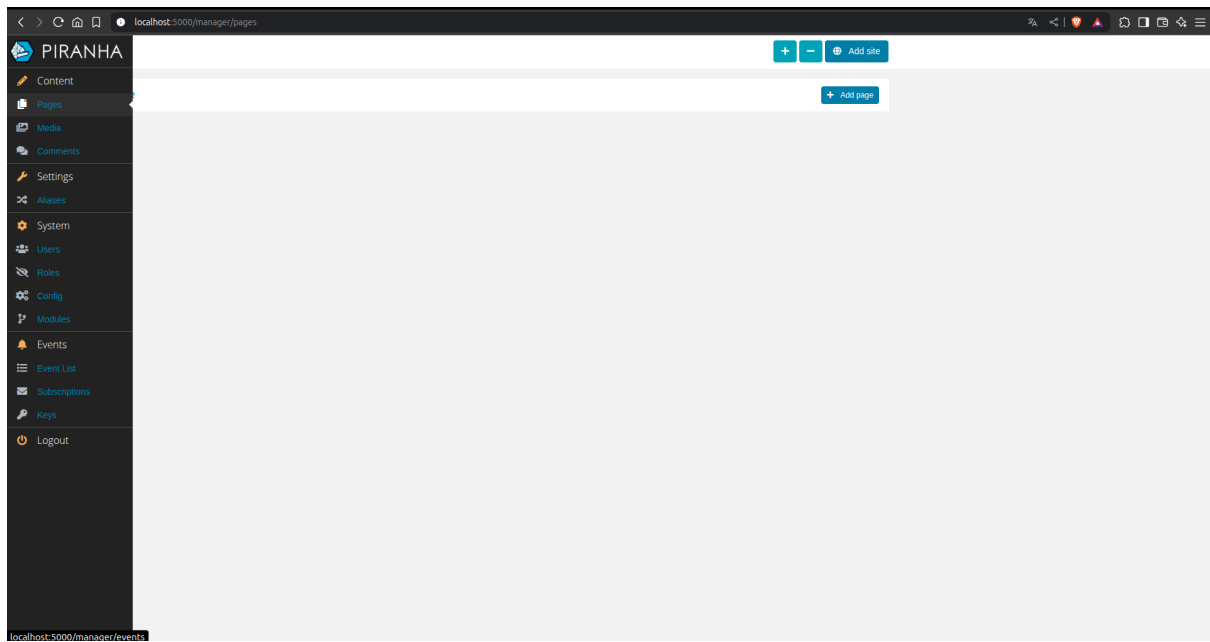 localhost:5000/manager/pages
PIRANHA
Add site
Content
Pages
Add page
Media
Comments
Settings
Aliases
System
Users
Roles
Config
Modules
Events
Event List
Subscriptions
Keys
Logout
localhost:5000/manager/events